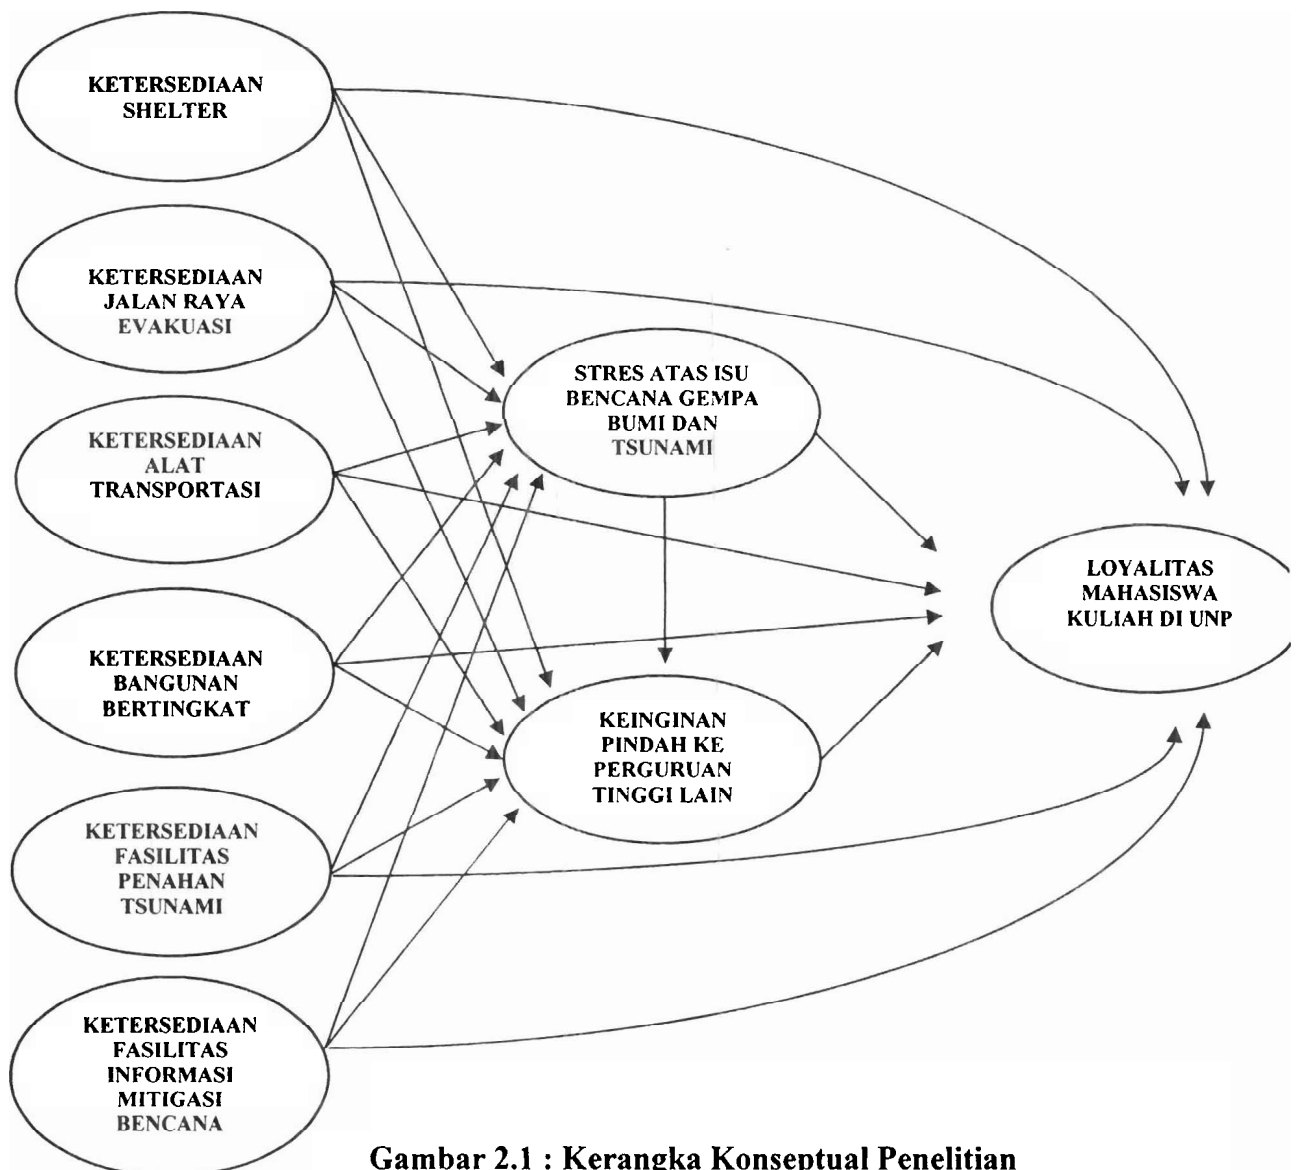 KETERSEDIAAN
SHELTER
KETERSEDIAAN
JALAN RAYA
EVAKUASI
KETERSEDIAAN
ALAT
TRANSPORTASI
KETERSEDIAAN
BANGUNAN
BERTINGKAT
KETERSEDIAAN
FASILITAS
PENAHAN
TSUNAMI
KETERSEDIAAN
FASILITAS
INFORMASI
MITIGASI
BENCANA
STRES ATAS ISU
BENCANA GEMPA
BUMI DAN
TSUNAMI
KEINGINAN
PINDAH KE
PERGURUAN
TINGGI LAIN
LOYALITAS
MAHASISWA
KULIAH DI UNP
Gambar 2.1 : Kerangka Konseptual Penelitian